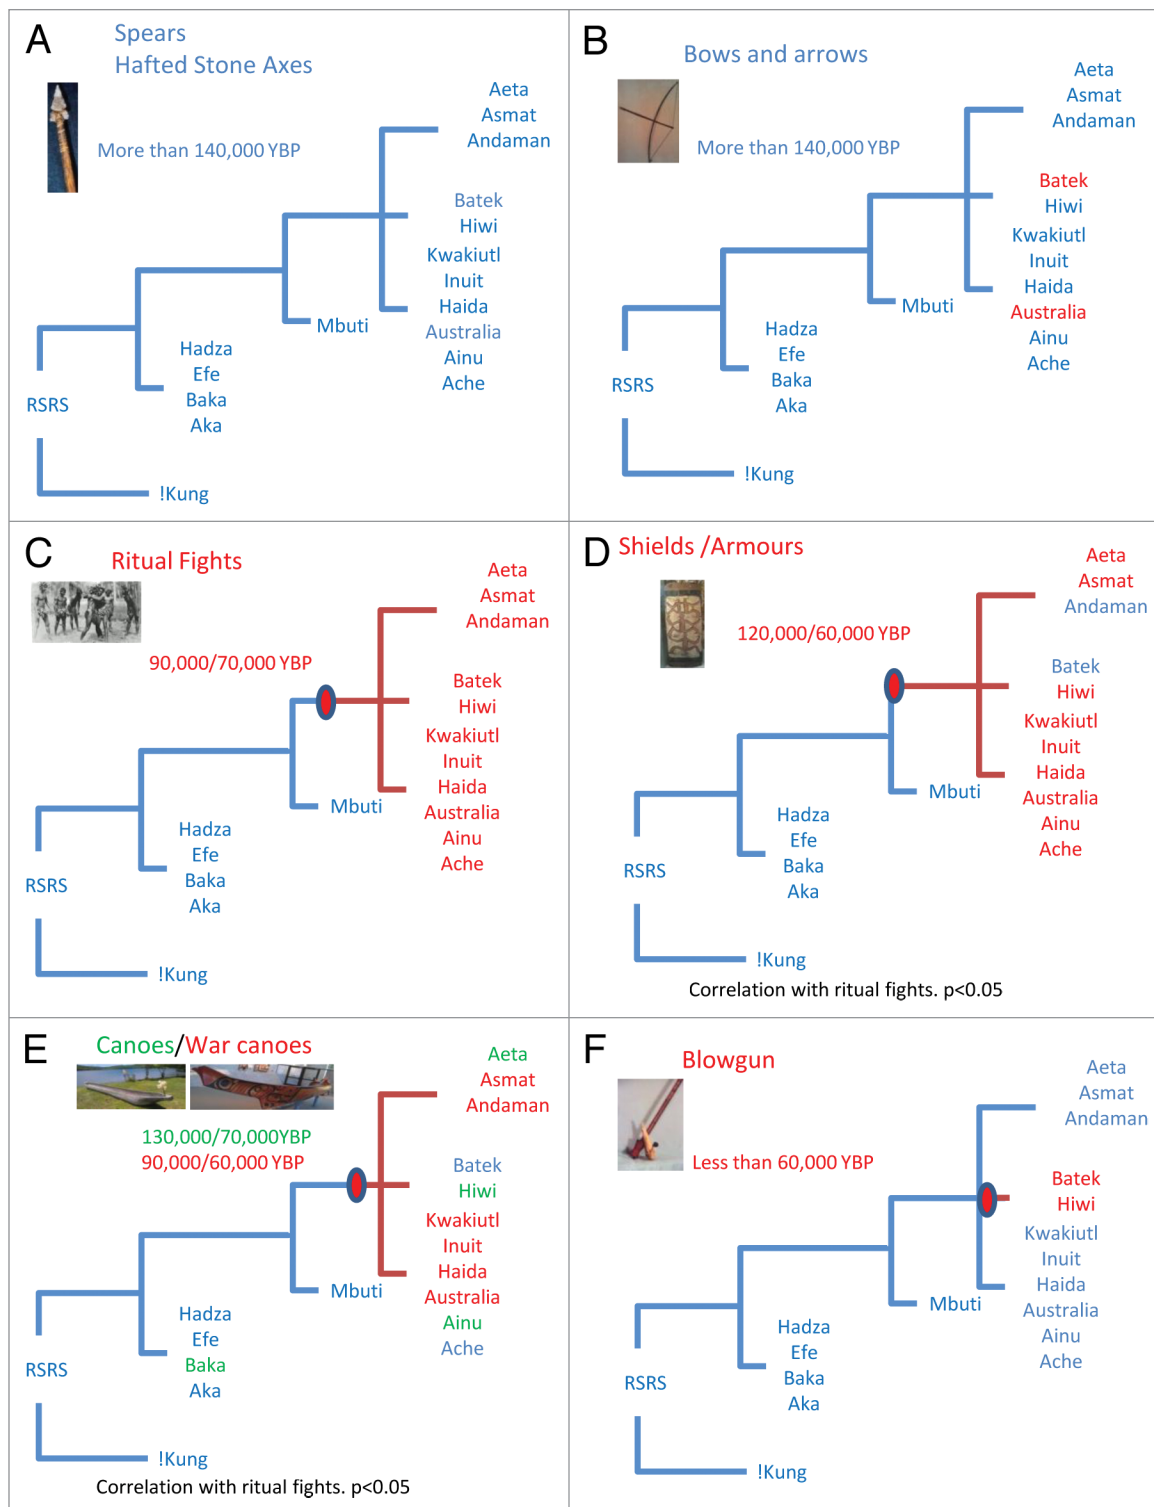 A
Spears
Hafted Stone Axes
More than 140,000 YBP
Aeta
Asmat
Andaman
Batek
Hiwi
Kwakiutl
Inuit
Haida
Australia
Ainu
Ache
Mbuti
Hadza
Efe
Baka
Aka
RSRS
!Kung
B
Bows and arrows
More than 140,000 YBP
Aeta
Asmat
Andaman
Batek
Hiwi
Kwakiutl
Inuit
Haida
Australia
Ainu
Ache
Mbuti
Hadza
Efe
Baka
Aka
RSRS
!Kung
C
Ritual Fights
90,000/70,000 YBP
Aeta
Asmat
Andaman
Batek
Hiwi
Kwakiutl
Inuit
Haida
Australia
Ainu
Ache
Mbuti
Hadza
Efe
Baka
Aka
RSRS
!Kung
D
Shields /Armours
120,000/60,000 YBP
Aeta
Asmat
Andaman
Batek
Hiwi
Kwakiutl
Inuit
Haida
Australia
Ainu
Ache
Mbuti
Hadza
Efe
Baka
Aka
RSRS
!Kung
Correlation with ritual fights. p<0.05
E
Canoes/War canoes
130,000/70,000YBP
90,000/60,000 YBP
Aeta
Asmat
Andaman
Batek
Hiwi
Kwakiutl
Inuit
Haida
Australia
Ainu
Ache
Mbuti
Hadza
Efe
Baka
Aka
RSRS
!Kung
Correlation with ritual fights. p<0.05
F
Blowgun
Less than 60,000 YBP
Aeta
Asmat
Andaman
Batek
Hiwi
Kwakiutl
Inuit
Haida
Australia
Ainu
Ache
Mbuti
Hadza
Efe
Baka
Aka
RSRS
!Kung